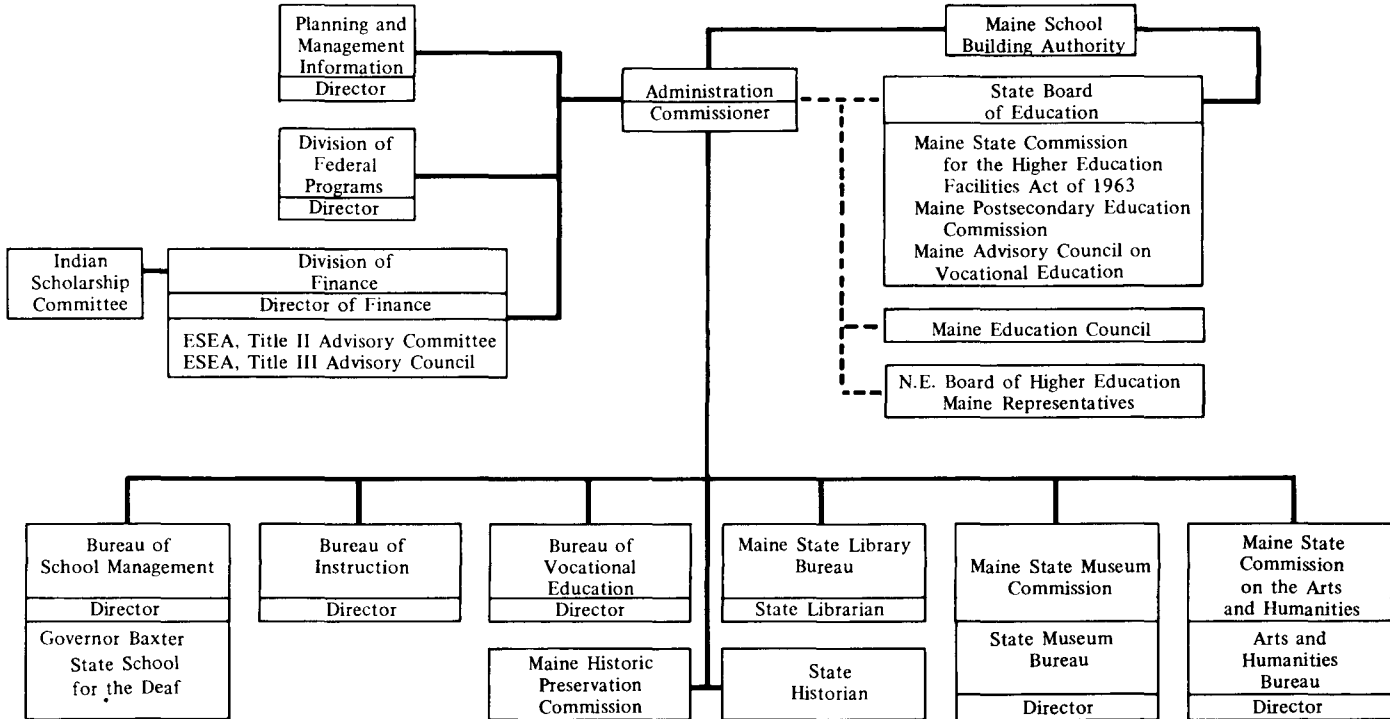 Planning and
Management
Information
Director
Maine School
Building Authority
Administration
Commissioner
State Board
of Education
Maine State Commission
for the Higher Education
Facilities Act of 1963
Maine Postsecondary Education
Commission
Maine Advisory Council on
Vocational Education
Division of
Federal
Programs
Director
Indian
Scholarship
Committee
Division of
Finance
Director of Finance
ESEA, Title II Advisory Committee
ESEA, Title III Advisory Council
Maine Education Council
N.E. Board of Higher Education
Maine Representatives
Bureau of
School Management
Director
Governor Baxter
State School
for the Deaf
Bureau of
Instruction
Director
Bureau of
Vocational
Education
Director
Maine State Library
Bureau
State Librarian
Maine State Museum
Commission
State Museum
Bureau
Director
Maine State
Commission
on the Arts
and Humanities
Arts and
Humanities
Bureau
Director
Maine Historic
Preservation
Commission
State
Historian